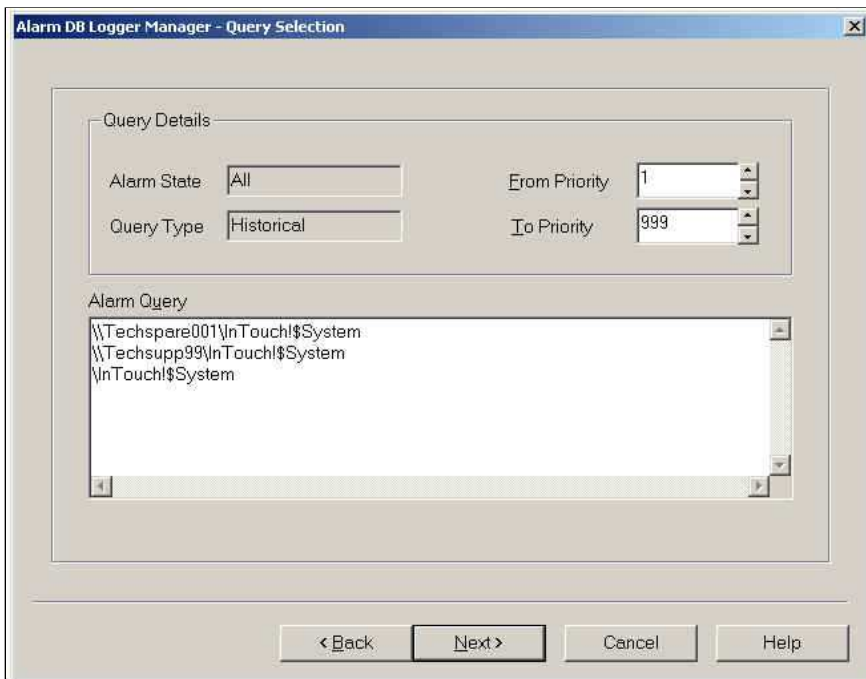 Alarm DB Logger Manager - Query Selection
Query Details
Alarm State All From Priority 1
Query Type Historical To Priority 999
Alarm Query
\\Techspare001\InTouch!$System
\\Techsupp99\InTouch!$System
\InTouch!$System
< Back Next > Cancel Help